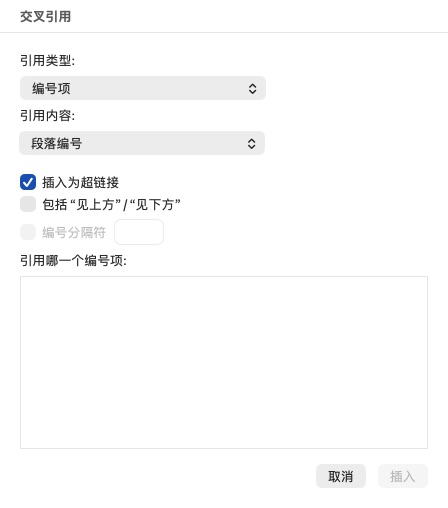 交叉引用
引用类型:
编号项
引用内容:
段落编号
插入为超链接
包括 “见上方” / “见下方”
编号分隔符
引用哪一个编号项:
取消 插入